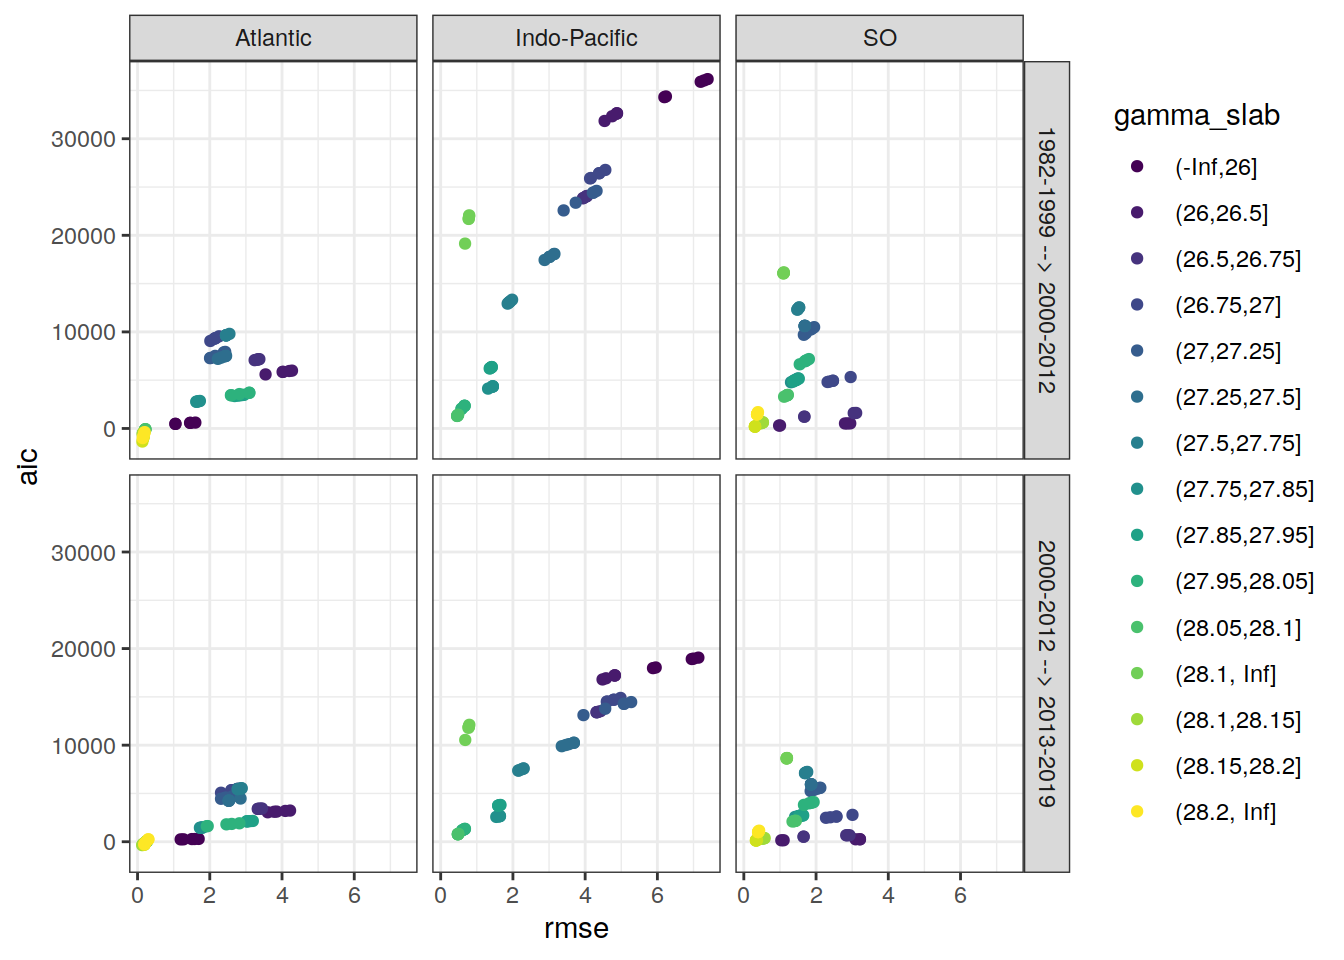 Atlantic
Indo-Pacific
SO
30000
20000
10000
0
1982-1999 --> 2000-2012
30000
20000
10000
0
2000-2012 --> 2013-2019
0 2 4 6
0 2 4 6
0 2 4 6
rmse
aic
gamma_slab
(-Inf,26]
(26,26.5]
(26.5,26.75]
(26.75,27]
(27,27.25]
(27.25,27.5]
(27.5,27.75]
(27.75,27.85]
(27.85,27.95]
(27.95,28.05]
(28.05,28.1]
(28.1, Inf]
(28.1,28.15]
(28.15,28.2]
(28.2, Inf]